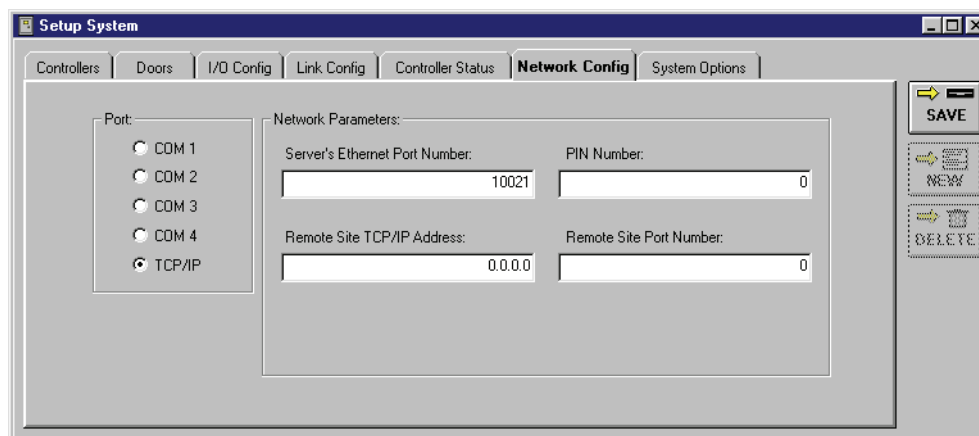 Setup System
Controllers Doors I/O Config Link Config Controller Status Network Config System Options
Port: Network Parameters:
COM 1
COM 2
COM 3
COM 4
TCP/IP
Server's Ethernet Port Number: PIN Number:
10021 0
Remote Site TCP/IP Address: Remote Site Port Number:
0.0.0.0 0
SAVE
NEW
DELETE